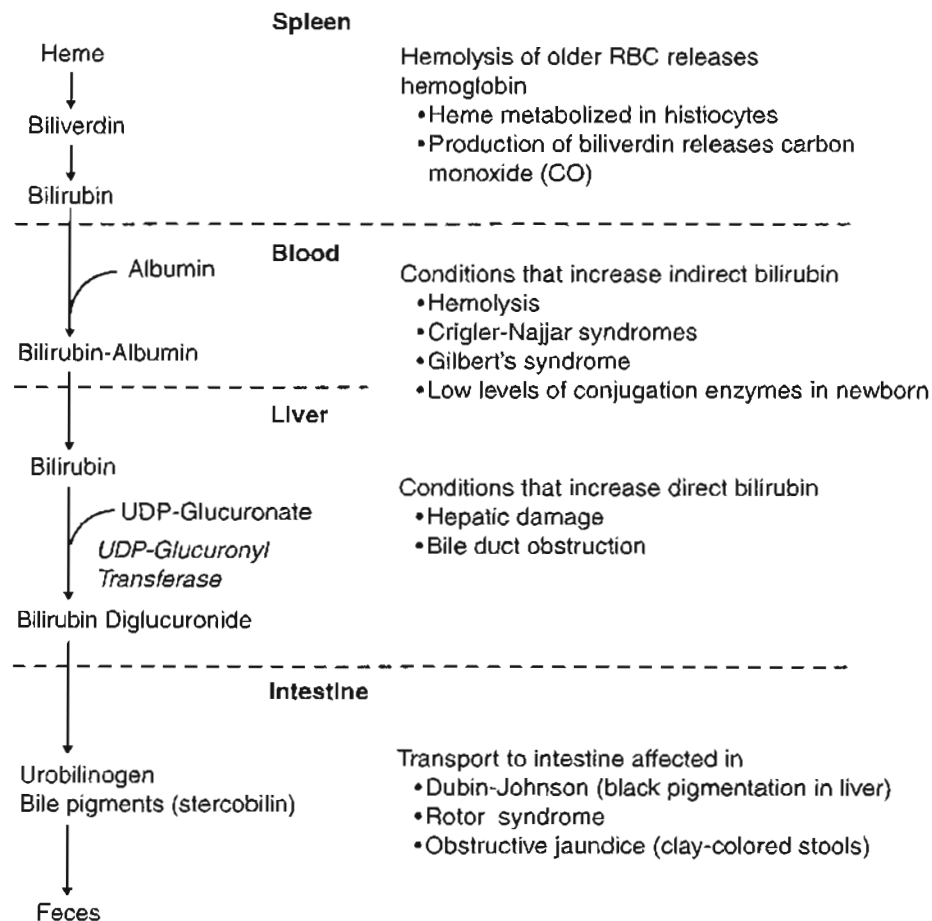 Spleen
Heme
Biliverdin
Bilirubin
Hemolysis of older RBC releases
hemoglobin
•Heme metabolized in histiocytes
•Production of biliverdin releases carbon
monoxide (CO)
Blood
Albumin
Bilirubin-Albumin
Conditions that increase indirect bilirubin
•Hemolysis
•Crigler-Najjar syndromes
•Gilbert's syndrome
•Low levels of conjugation enzymes in newborn
Liver
Bilirubin
UDP-Glucuronate
UDP-Glucuronyl
Transferase
Bilirubin Diglucuronide
Conditions that increase direct bilirubin
•Hepatic damage
•Bile duct obstruction
Intestine
Urobilinogen
Bile pigments (stercobilin)
Feces
Transport to intestine affected in
•Dubin-Johnson (black pigmentation in liver)
•Rotor syndrome
•Obstructive jaundice (clay-colored stools)